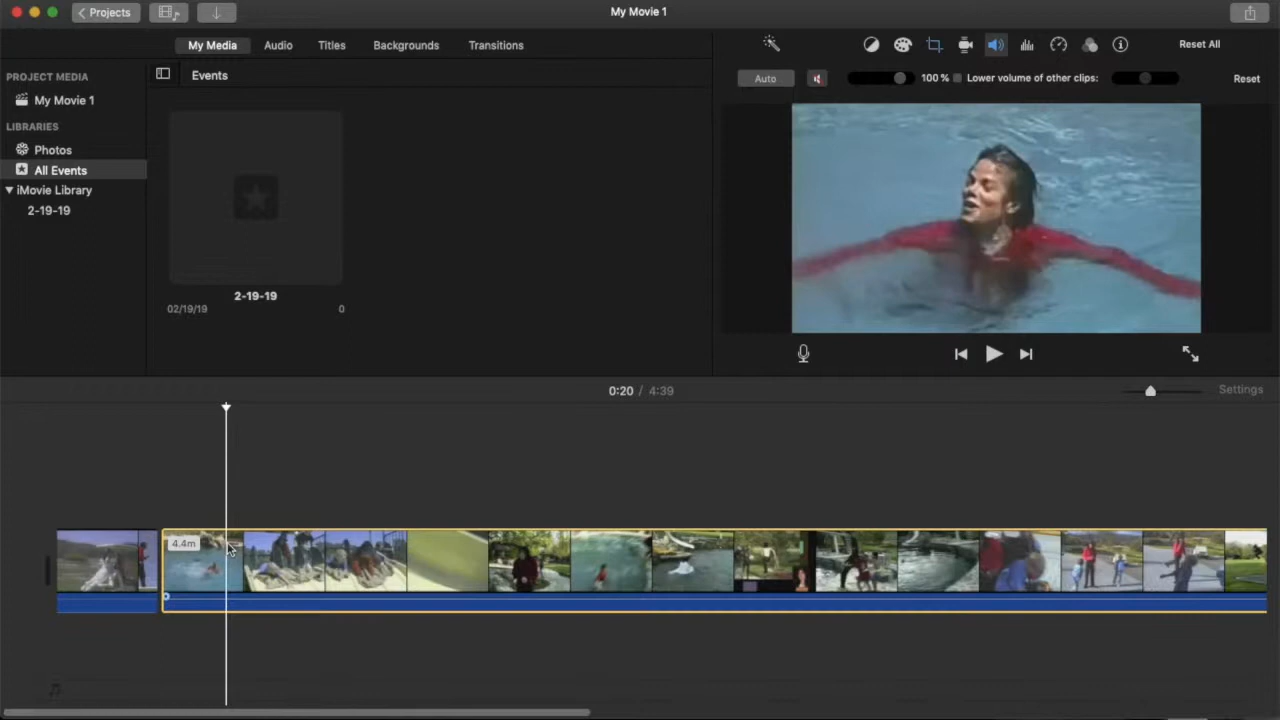 Projects
My Movie 1
My Media Audio Titles Backgrounds Transitions
Reset All
PROJECT MEDIA
My Movie 1
LIBRARIES
Photos
All Events
iMovie Library
2-19-19
Events
2-19-19
02/19/19 0
Auto 100 % Lower volume of other clips: Reset
0:20 / 4:39
Settings
4.4m